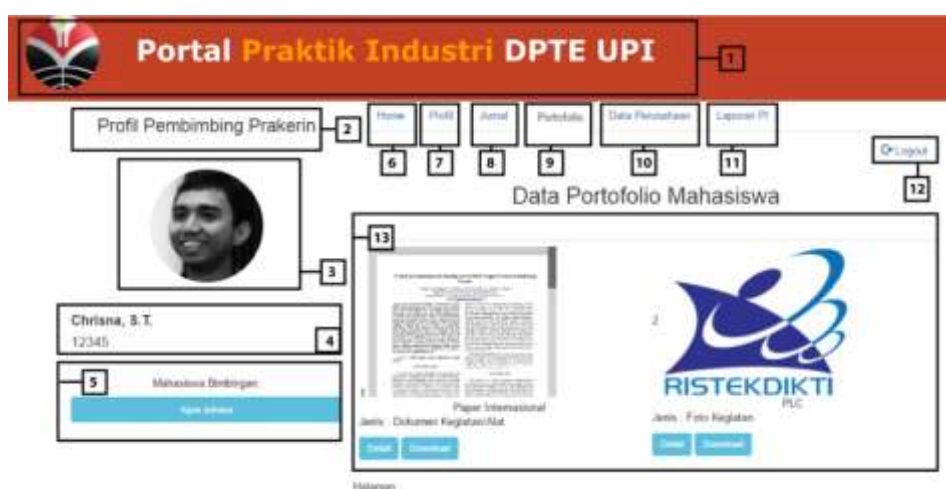 Portal Praktik Industri DPTE UPI
1
Profil Pembimbing Prakerin
2
Home
Profil
Jurnal
Portofolio
Data Perusahaan
Laporan PI
6
7
8
9
10
11
Logout
12
Data Portofolio Mahasiswa
3
13
Chrisna, S.T.
12345
4
5
Mahasiswa Bimbingan
1
Paper Internasional
Jenis : Dokumen Kegiatan/Alat
Detail
Download
2
RISTEKDIKTI
PLC
Jenis : Foto Kegiatan
Detail
Download
Halaman :